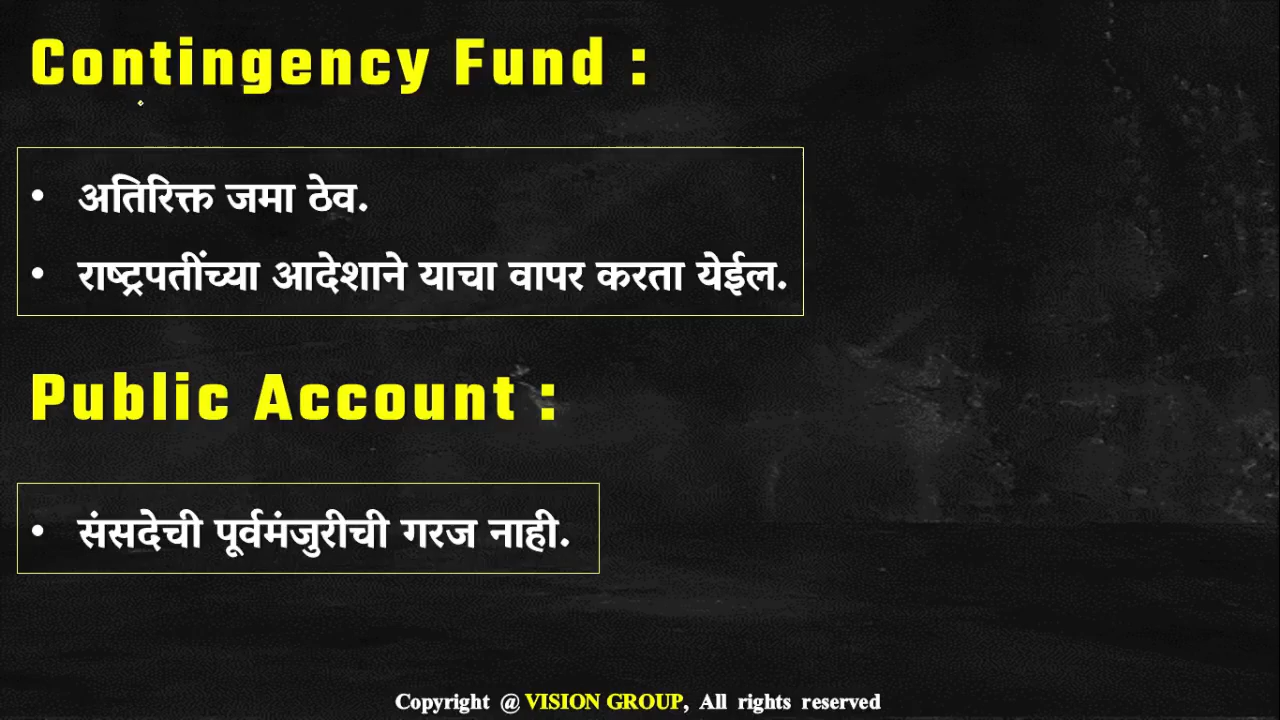 Contingency Fund :
• अतिरिक्त जमा ठेव.
• राष्ट्रपतींच्या आदेशाने याचा वापर करता येईल.
Public Account :
• संसदेची पूर्वमंजुरीची गरज नाही.
Copyright @ VISION GROUP, All rights reserved